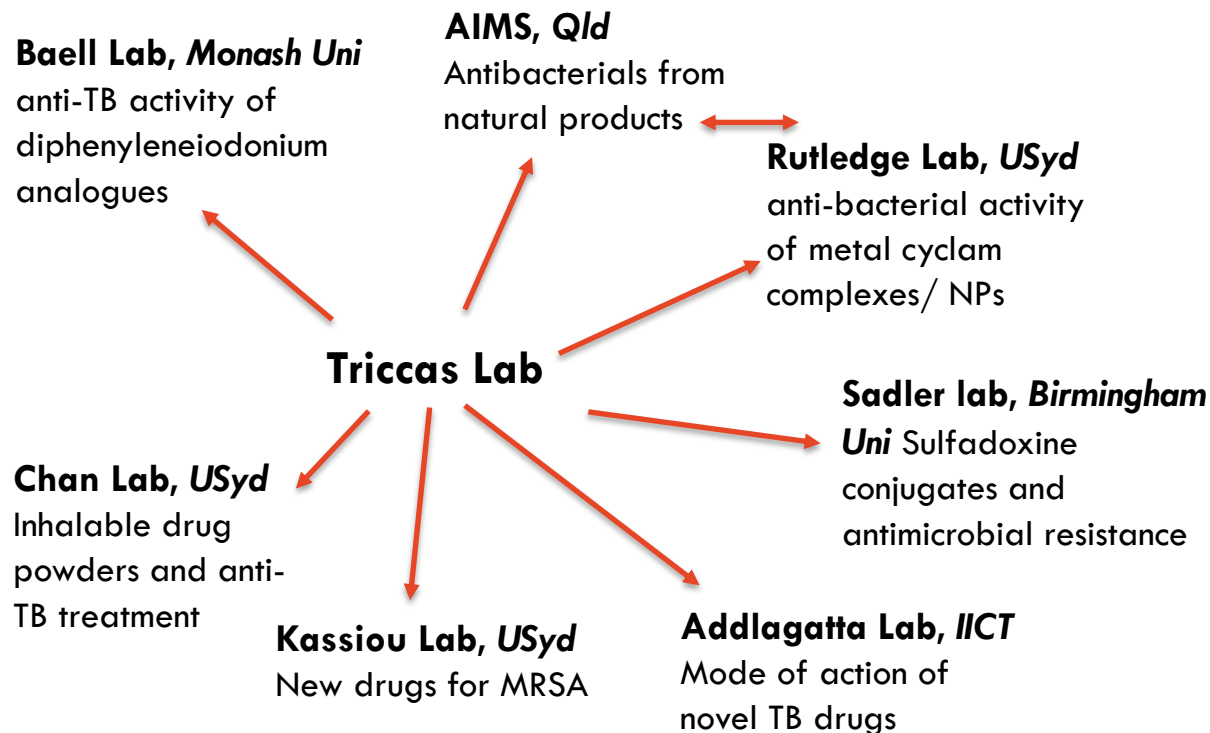 Baell Lab, Monash Uni
anti-TB activity of
diphenyleneiodonium
analogues
AIMS, Qld
Antibacterials from
natural products
Rutledge Lab, USyd
anti-bacterial activity
of metal cyclam
complexes/ NPs
Triccas Lab
Sadler lab, Birmingham
Uni Sulfadoxine
conjugates and
antimicrobial resistance
Chan Lab, USyd
Inhalable drug
powders and anti-
TB treatment
Kassiou Lab, USyd
New drugs for MRSA
Addlagatta Lab, IICT
Mode of action of
novel TB drugs